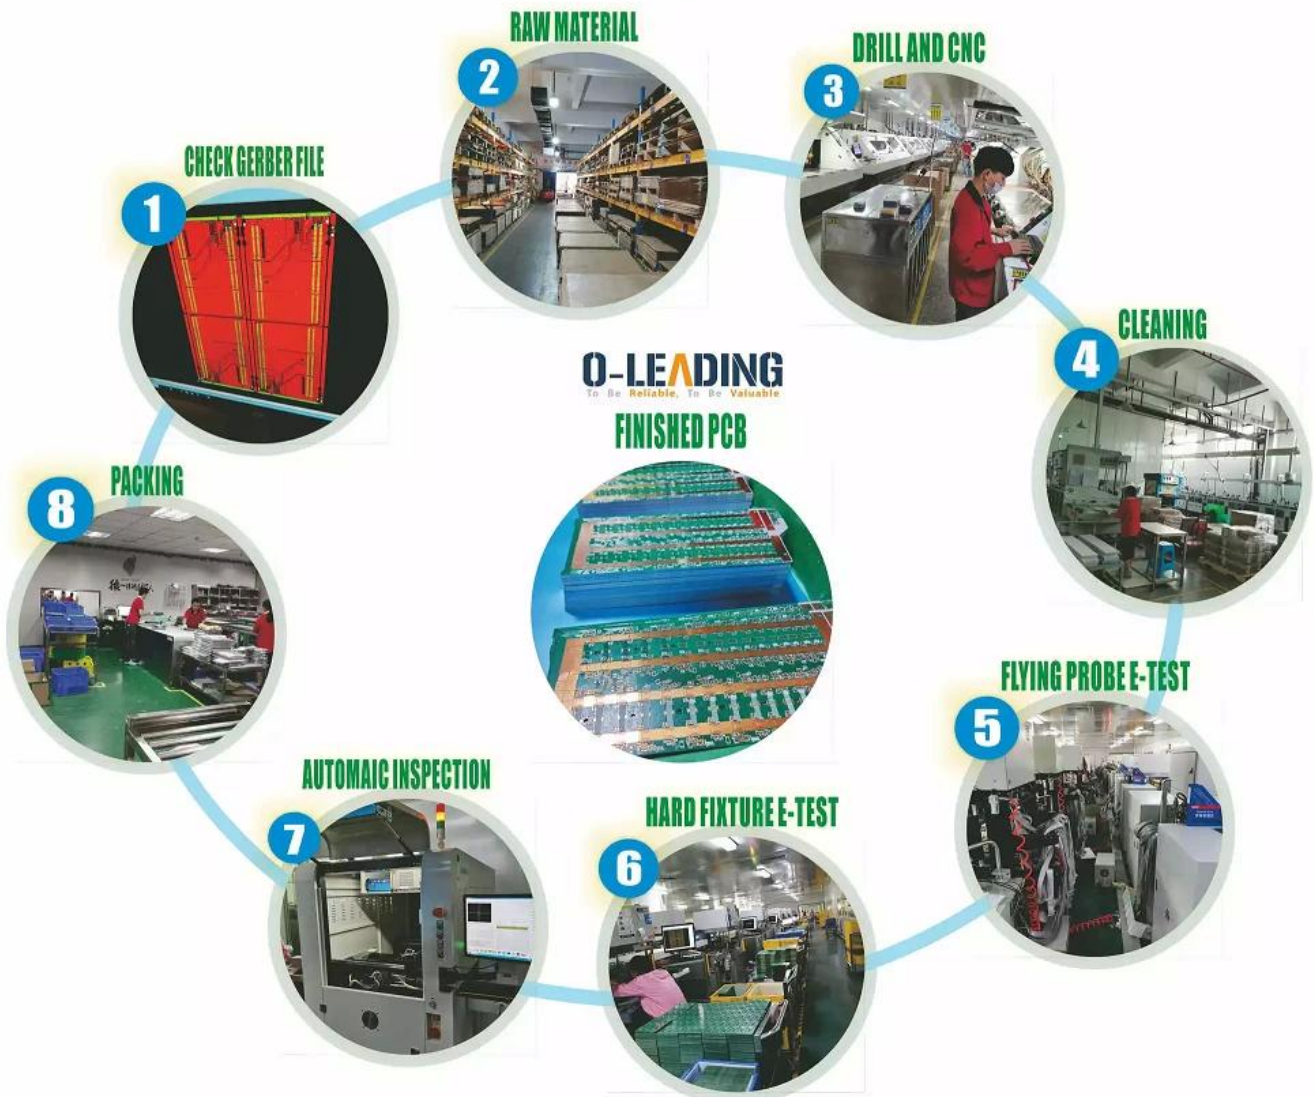 1
CHECK GERBER FILE
2
RAW MATERIAL
3
DRILL AND CNC
4
CLEANING
5
FLYING PROBE E-TEST
6
HARD FIXTURE E-TEST
7
AUTOMAIC INSPECTION
8
PACKING
O-LEADING
To Be Reliable, To Be Valuable
FINISHED PCB